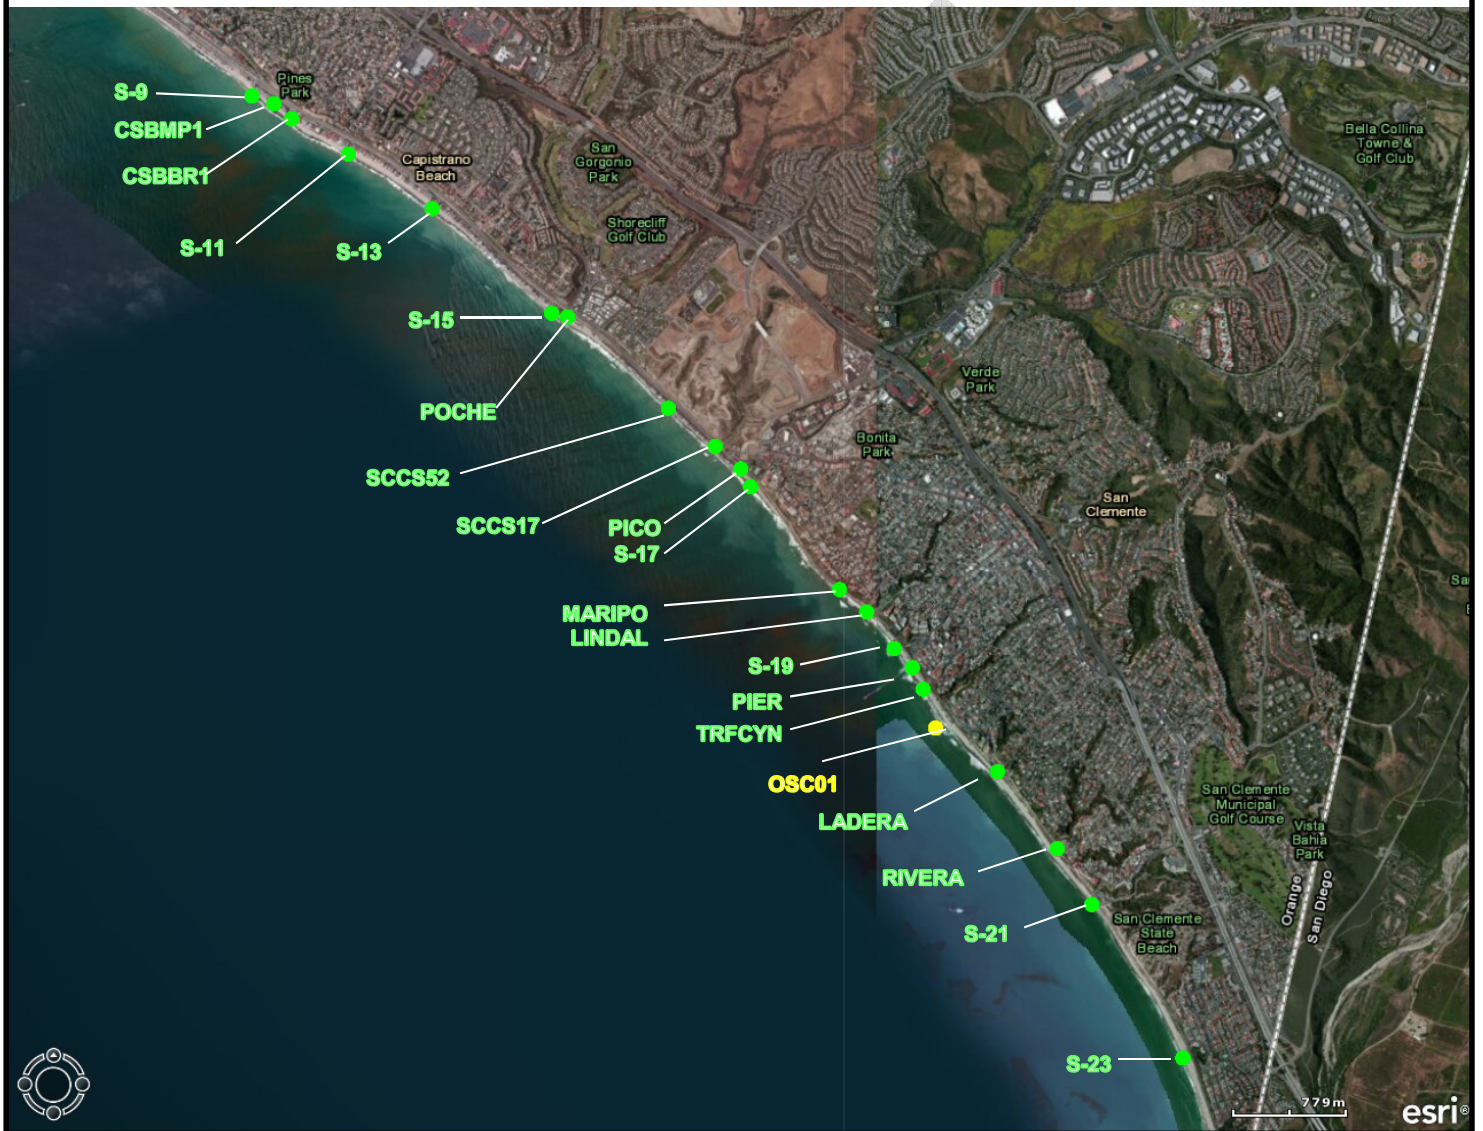 Pines
Park
S-9
CSBMP1
CSBBR1
S-11
S-13
Capistrano
Beach
San
Gorgonio
Park
Shorecliff
Golf Club
Bella Collina
Towne &
Golf Club
S-15
POCHE
SCCS52
SCCS17
PICO
S-17
Verde
Park
Bonita
Park
San
Clemente
MARIPO
LINDAL
S-19
PIER
TRFCYN
OSC01
LADERA
RIVERA
S-21
San Clemente
Municipal
Golf Course
Vista
Bahia
Park
Orange
San Diego
San Clemente
State
Beach
S-23
779m
esri®